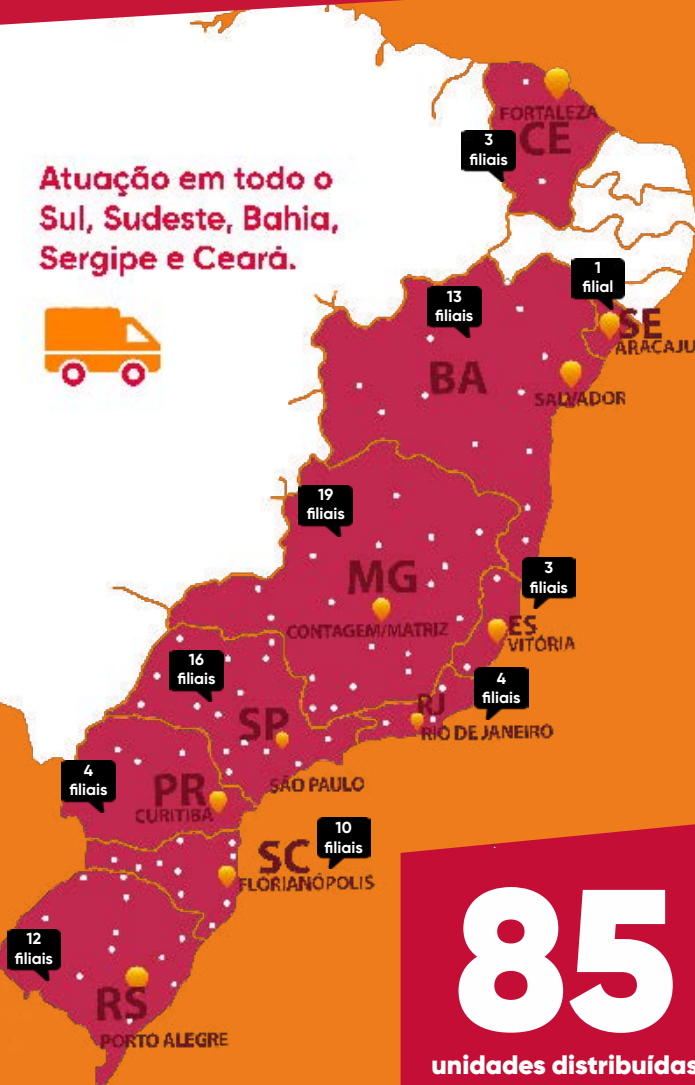 Atuação em todo o
Sul, Sudeste, Bahia,
Sergipe e Ceará.
FORTALEZA
CE
3
filiais
1
filial
SE
ARACAJU
13
filiais
BA
SALVADOR
19
filiais
MG
CONTAGEM/MATRIZ
3
filiais
ES
VITÓRIA
16
filiais
SP
SÃO PAULO
4
filiais
RJ
RIO DE JANEIRO
4
filiais
PR
CURITIBA
10
filiais
SC
FLORIANÓPOLIS
12
filiais
RS
PORTO ALEGRE
85
unidades distribuídas